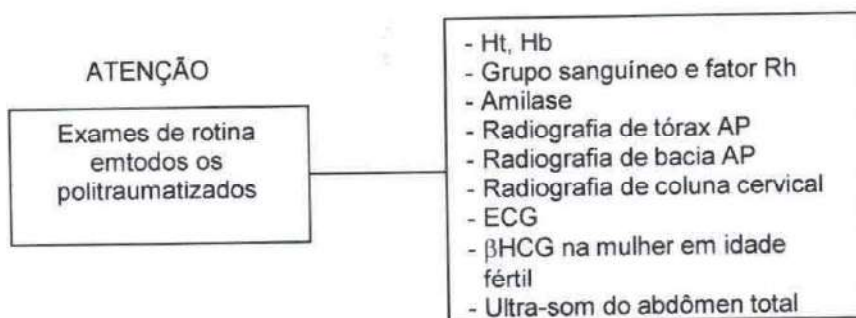 ATENÇÃO
Exames de rotina
emtodos os
politraumatizados
- Ht, Hb
- Grupo sanguíneo e fator Rh
- Amilase
- Radiografia de tórax AP
- Radiografia de bacia AP
- Radiografia de coluna cervical
- ECG
- βHCG na mulher em idade
fértil
- Ultra-som do abdômen total